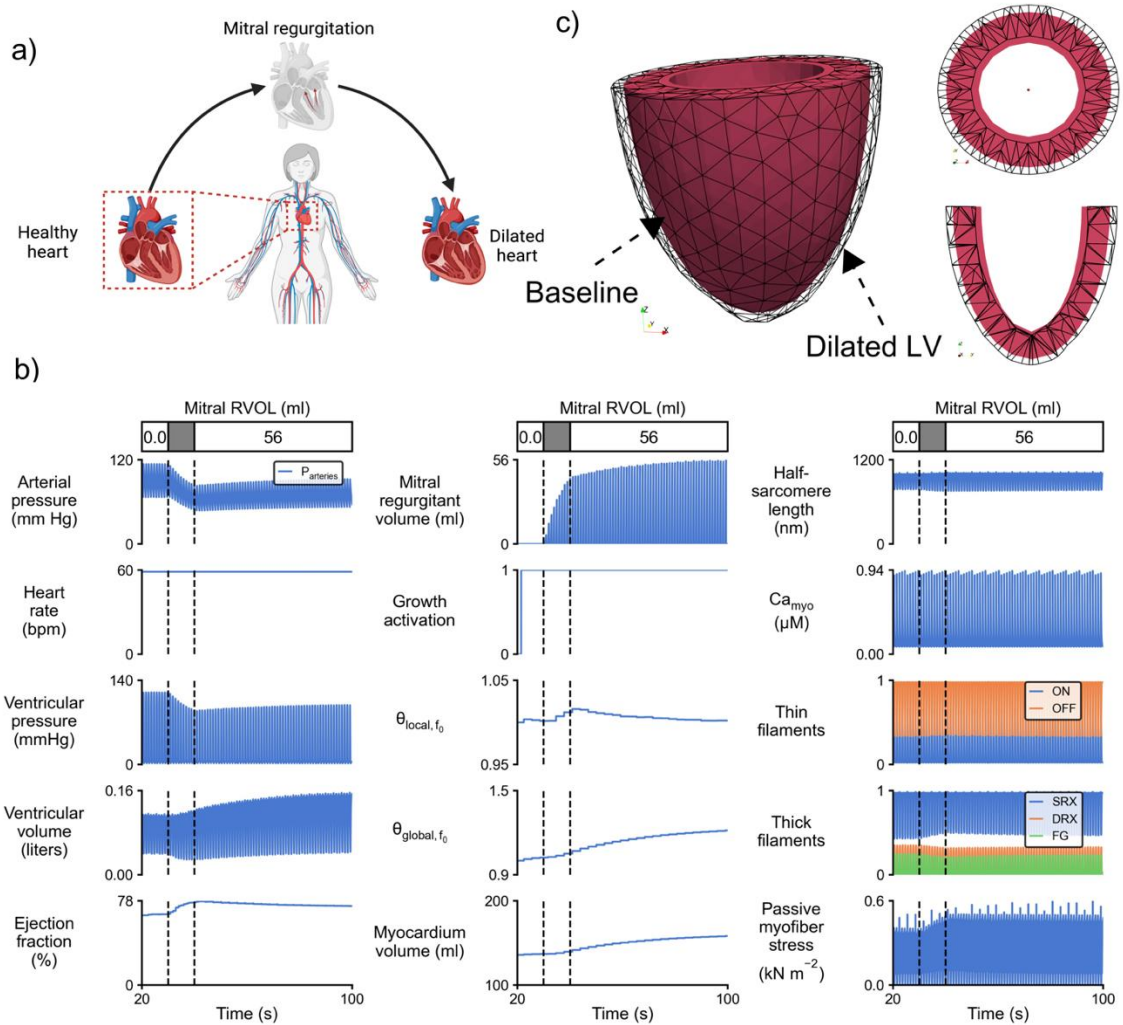 a)
Mitral regurgitation
Healthy
heart
Dilated
heart
c)
Baseline
Dilated LV
b)
Mitral RVOL (ml)
0.0
56
Arterial
pressure
(mm Hg)
120
0
P arteries
Heart
rate
(bpm)
60
0
Ventricular
pressure
(mmHg)
140
0
Ventricular
volume
(liters)
0.16
0.00
Ejection
fraction
(%)
78
0
20
100
Time (s)
Mitral RVOL (ml)
0.0
56
Mitral
regurgitant
volume (ml)
56
0
Growth
activation
1
0
θlocal, f0
1.05
0.95
θglobal, f0
1.5
0.9
Myocardium
volume (ml)
200
100
20
100
Time (s)
Mitral RVOL (ml)
0.0
56
Half-
sarcomere
length
(nm)
1200
0
Camyo
(μM)
0.94
0.00
Thin
filaments
1
0
ON
OFF
Thick
filaments
1
0
SRX
DRX
FG
Passive
myofiber
stress
(kN m−2)
0.6
0.0
20
100
Time (s)